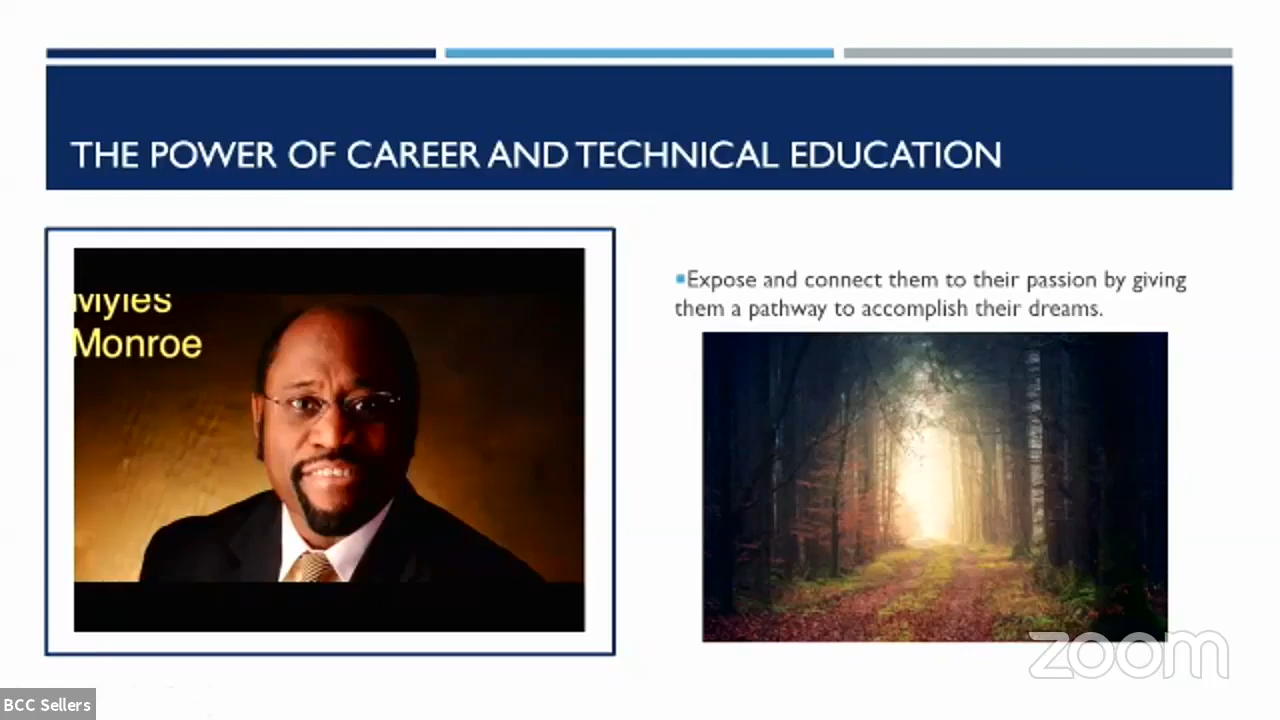 THE POWER OF CAREER AND TECHNICAL EDUCATION
Myles
Monroe
Expose and connect them to their passion by giving
them a pathway to accomplish their dreams.
zoom
BCC Sellers